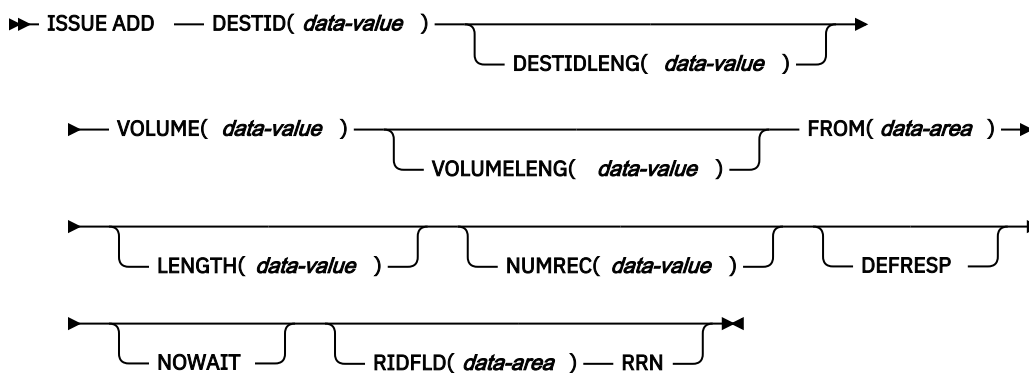 ISSUE ADD DESTID( data-value )
DESTIDLENG( data-value )
VOLUME( data-value ) FROM( data-area )
VOLUMELENG( data-value )
LENGTH( data-value ) NUMREC( data-value ) DEFRESP
NOWAIT RIDFLD( data-area ) RRN